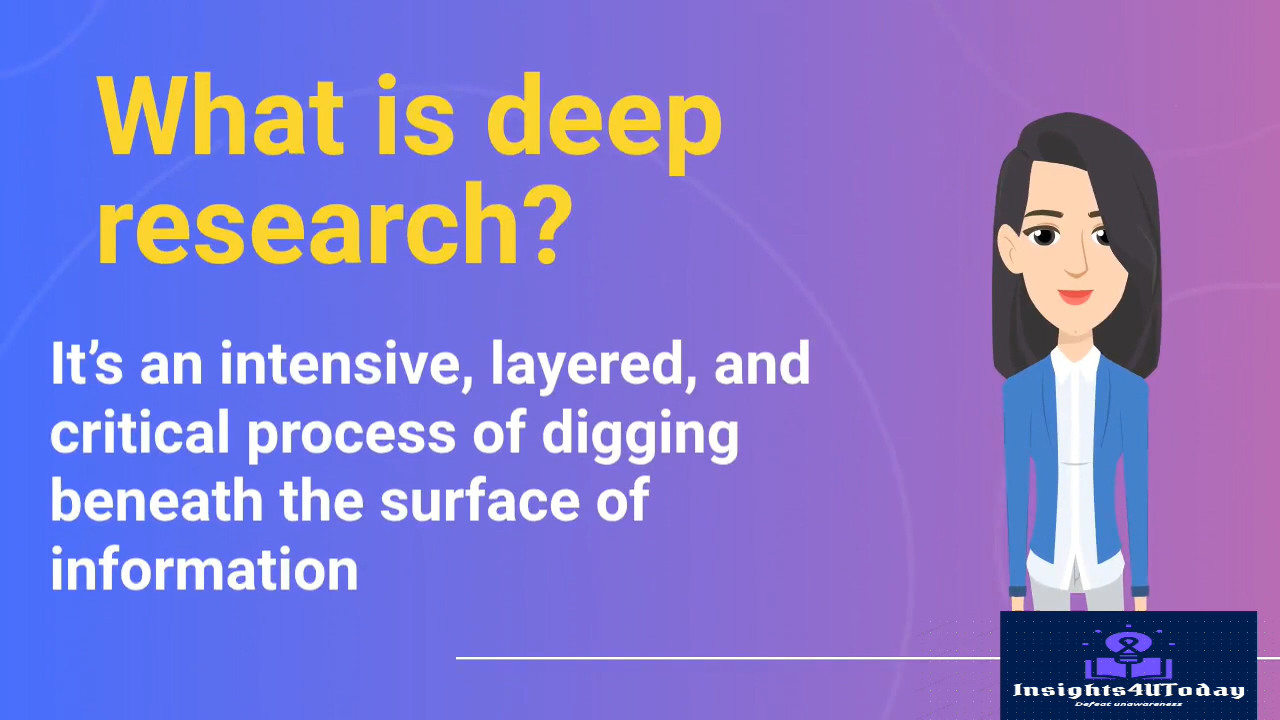 What is deep
research?
It’s an intensive, layered, and
critical process of digging
beneath the surface of
information
Insights4UToday
Defeat unawareness